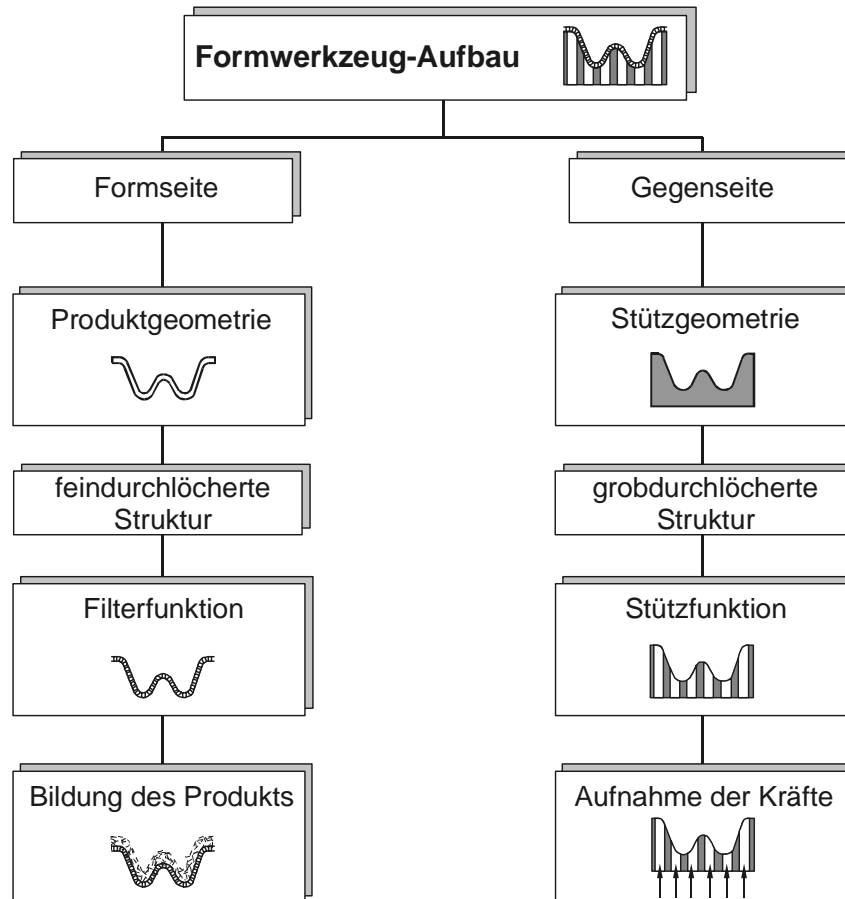 Formwerkzeug-Aufbau
Formseite
Gegenseite
Produktgeometrie
Stützgeometrie
feindurchlöcherte
Struktur
grobdurchlöcherte
Struktur
Filterfunktion
Stützfunktion
Bildung des Produkts
Aufnahme der Kräfte